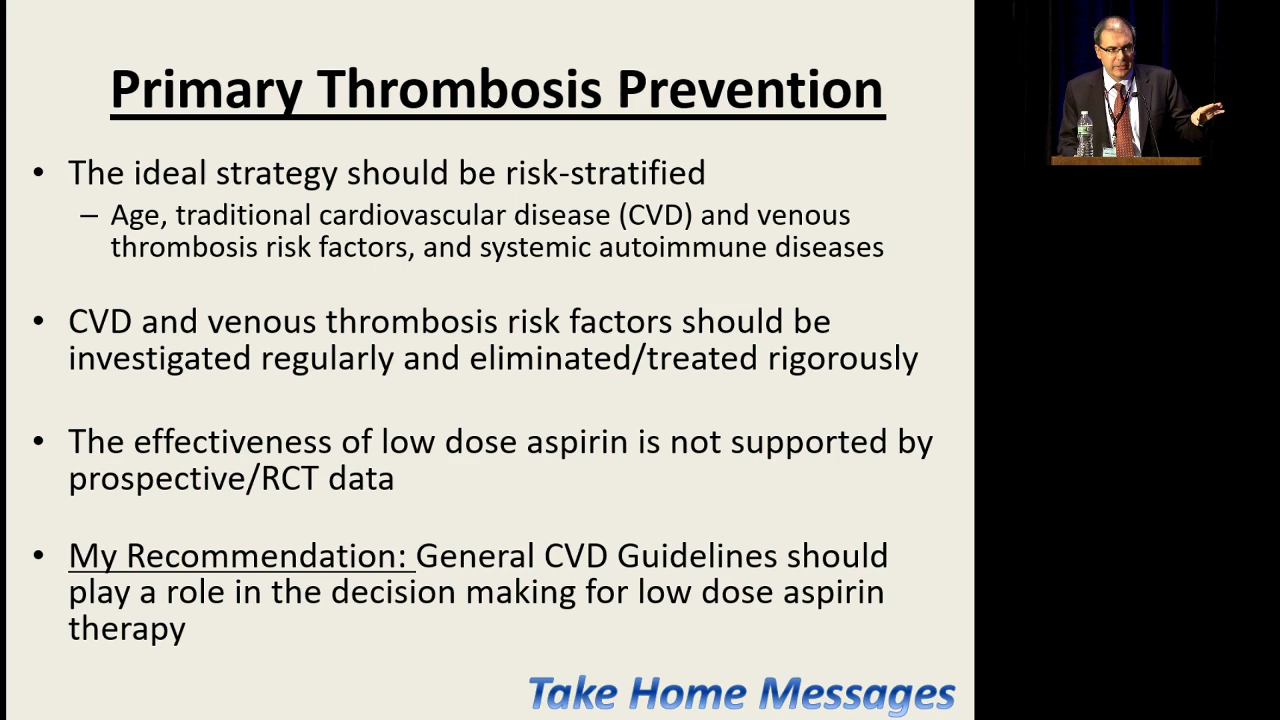 Primary Thrombosis Prevention
• The ideal strategy should be risk-stratified
– Age, traditional cardiovascular disease (CVD) and venous
thrombosis risk factors, and systemic autoimmune diseases
• CVD and venous thrombosis risk factors should be
investigated regularly and eliminated/treated rigorously
• The effectiveness of low dose aspirin is not supported by
prospective/RCT data
• My Recommendation: General CVD Guidelines should
play a role in the decision making for low dose aspirin
therapy
Take Home Messages